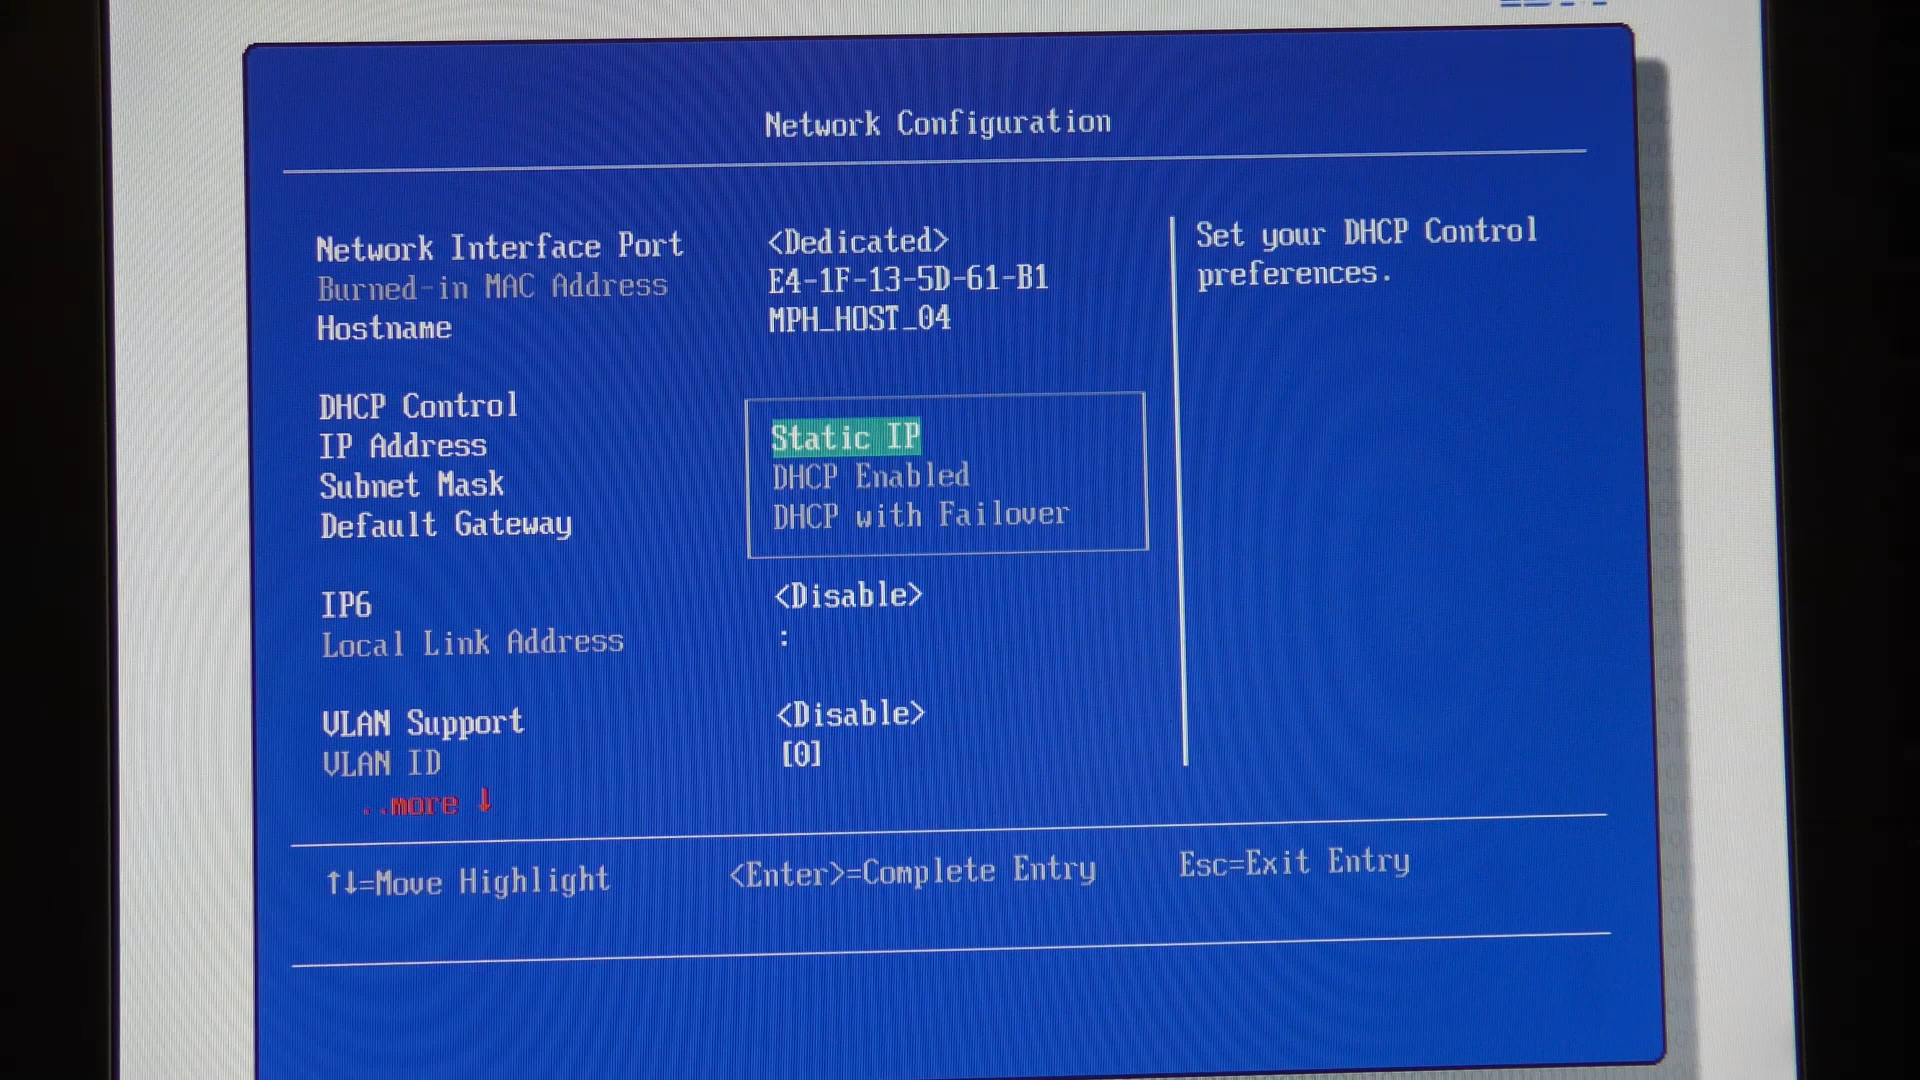 Network Configuration
Network Interface Port <Dedicated>
Burned-in MAC Address E4-1F-13-5D-61-B1
Hostname MPH_HOST_04
Set your DHCP Control
preferences.
DHCP Control
IP Address
Subnet Mask
Default Gateway
Static IP
DHCP Enabled
DHCP with Failover
IP6 <Disable>
Local Link Address :
VLAN Support <Disable>
VLAN ID [0]
..more ↓
↑↓=Move Highlight <Enter>=Complete Entry Esc=Exit Entry